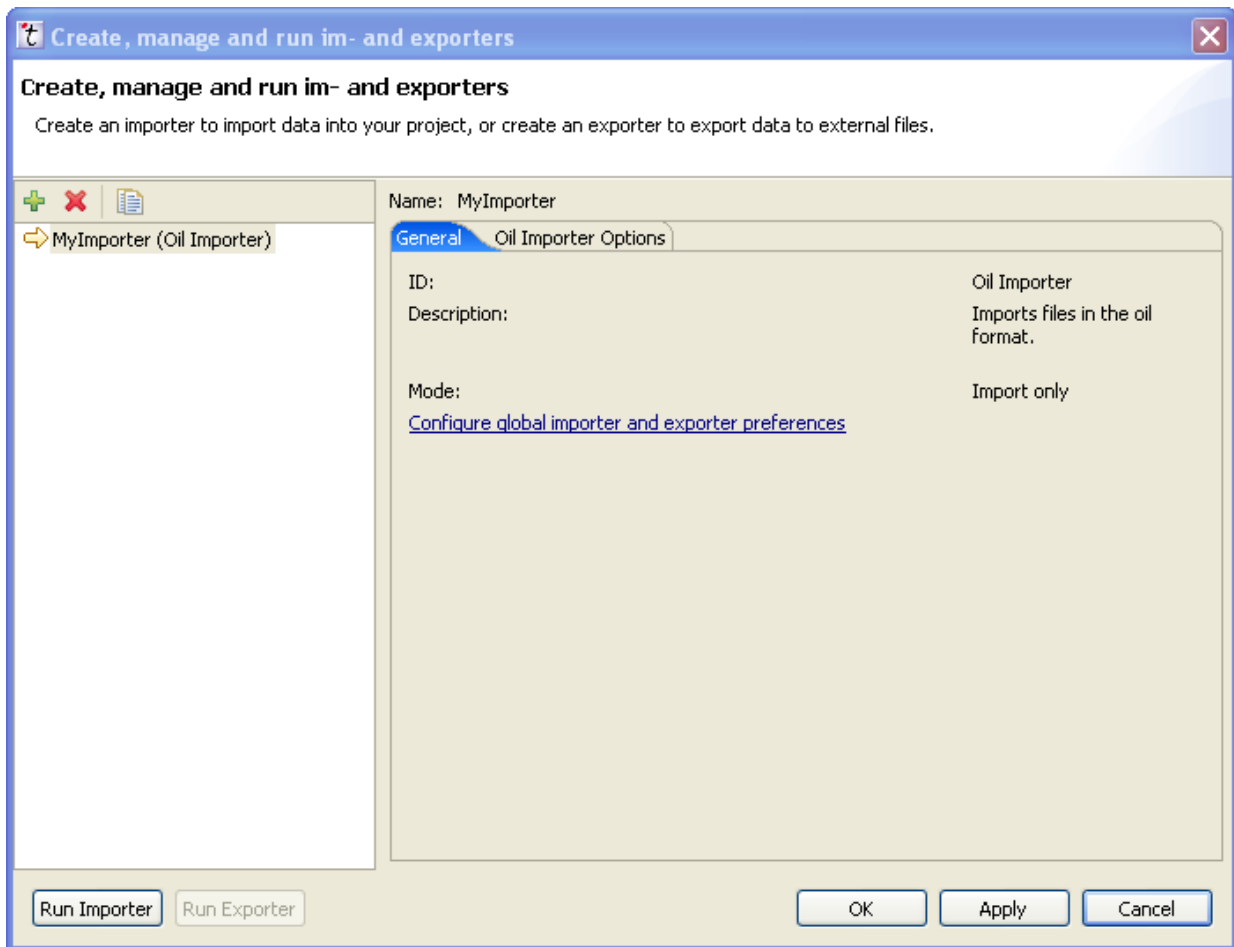 Create, manage and run im- and exporters
Create, manage and run im- and exporters
Create an importer to import data into your project, or create an exporter to export data to external files.
Name: MyImporter
MyImporter (Oil Importer)
General Oil Importer Options
ID: Oil Importer
Description: Imports files in the oil
format.
Mode: Import only
Configure global importer and exporter preferences
Run Importer Run Exporter OK Apply Cancel